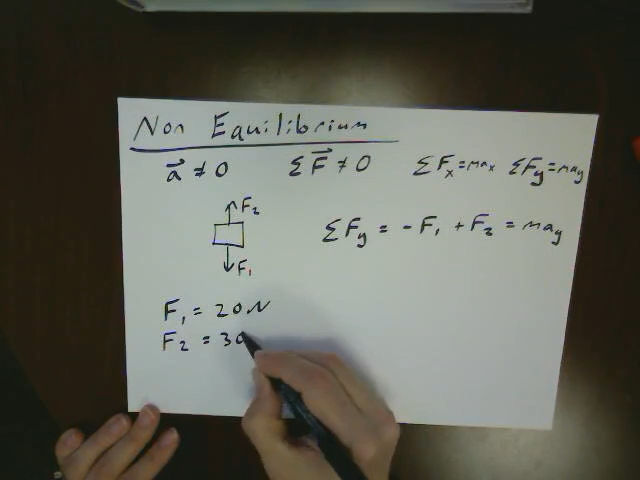 Non Equilibrium
a⃗ ≠ 0 ΣF⃗ ≠ 0 ΣFₓ = maₓ ΣFy = may
F₂
ΣFy = -F₁ + F₂ = may
F₁
F₁ = 20N
F₂ = 30